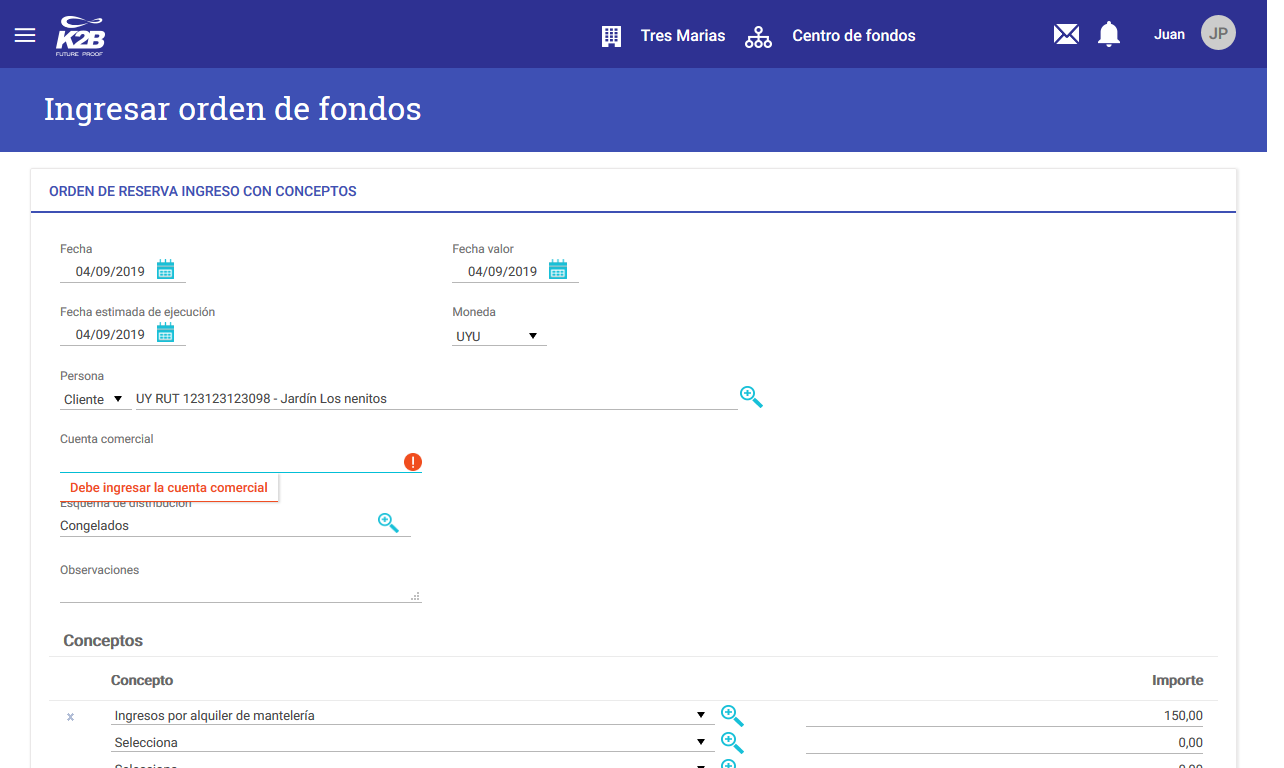 K2B
FUTURE PROOF
Tres Marias
Centro de fondos
Juan
JP
Ingresar orden de fondos
ORDEN DE RESERVA INGRESO CON CONCEPTOS
Fecha
Fecha valor
04/09/2019
04/09/2019
Fecha estimada de ejecución
Moneda
04/09/2019
UYU
Persona
Cliente
UY RUT 123123123098 - Jardín Los nenitos
Cuenta comercial
!
Debe ingresar la cuenta comercial
Esquema de distribución
Congelados
Observaciones
Conceptos
Concepto
Importe
x
Ingresos por alquiler de mantelería
150,00
Selecciona
0,00
Selecciona
0,00